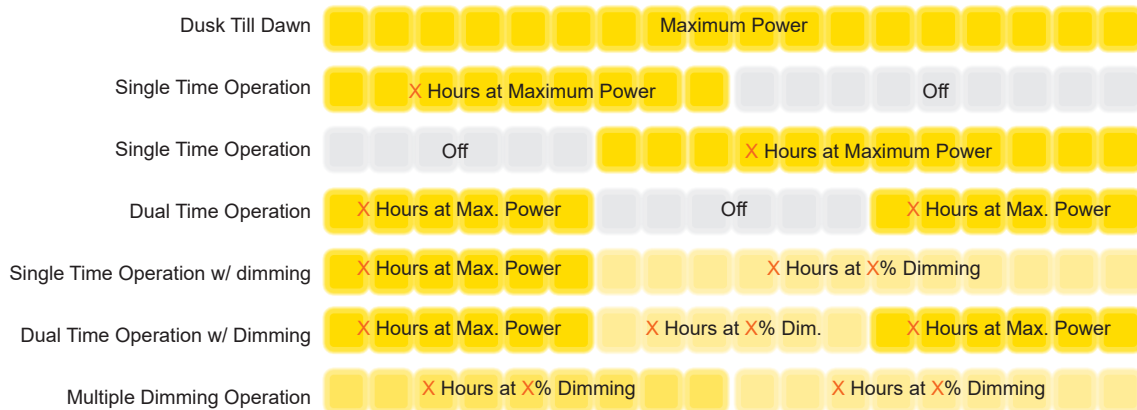 Dusk Till Dawn Maximum Power
Single Time Operation X Hours at Maximum Power Off
Single Time Operation Off X Hours at Maximum Power
Dual Time Operation X Hours at Max. Power Off X Hours at Max. Power
Single Time Operation w/ dimming X Hours at Max. Power X Hours at X% Dimming
Dual Time Operation w/ Dimming X Hours at Max. Power X Hours at X% Dim. X Hours at Max. Power
Multiple Dimming Operation X Hours at X% Dimming X Hours at X% Dimming